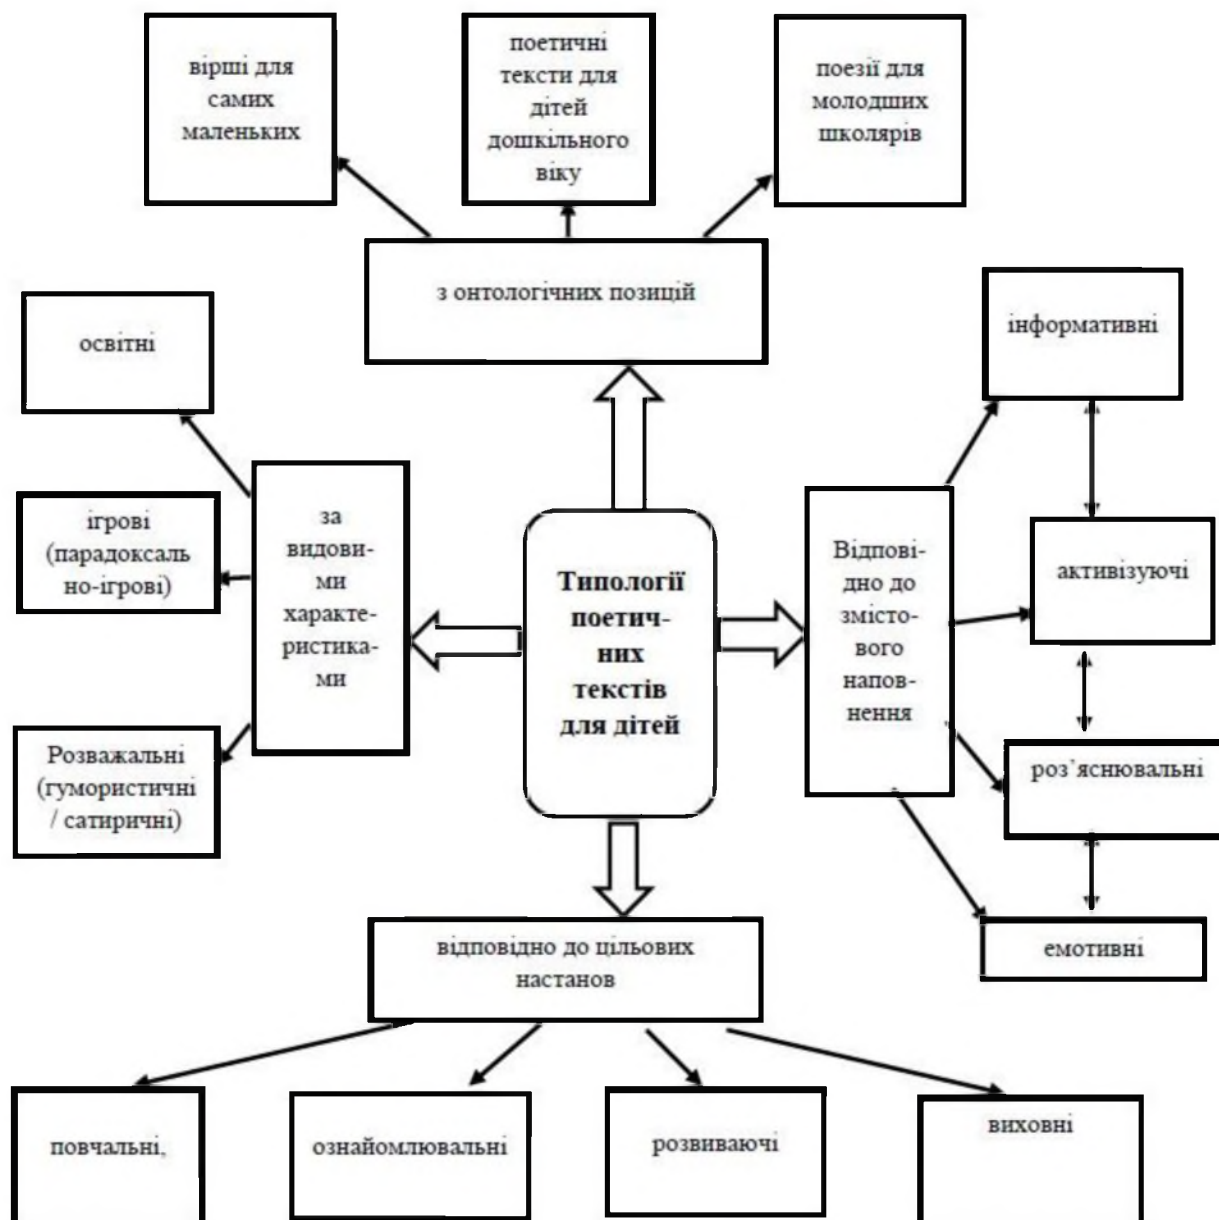 вірші для
самих
маленьких
поетичні
тексти для
дітей
дошкільного
віку
поезії для
молодших
школярів
з онтологічних позицій
освітні
ігрові
(парадоксаль
но-ігрові)
Розважальні
(гумористичні
/ сатиричні)
за
видови-
ми
характе-
ристика-
ми
Типології
поетич-
них
текстів
для дітей
Відпові-
дно до
змісто-
вого
напов-
нення
інформативні
активізуючі
роз’яснювальні
емотивні
відповідно до цільових
настанов
повчальні,
ознайомлювальні
розвиваючі
виховні